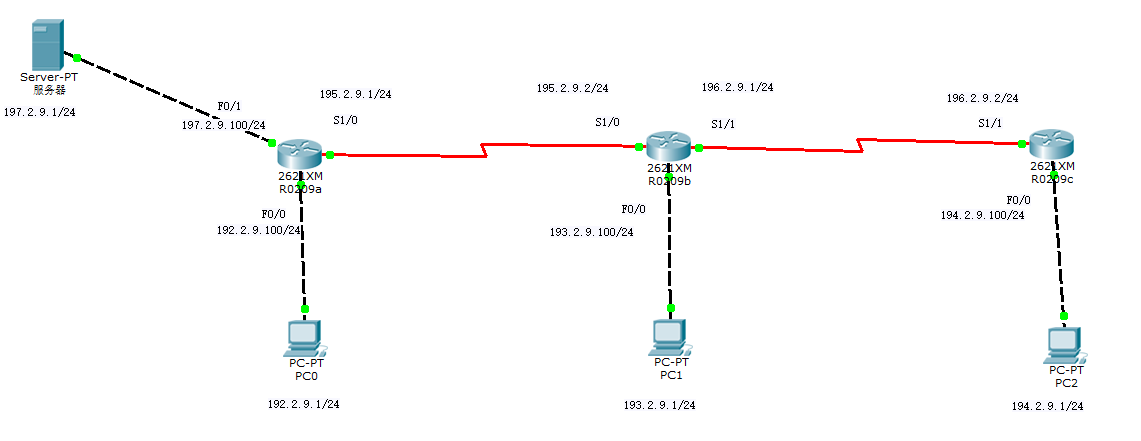 Server-PT
服务器
197.2.9.1/24
F0/1
197.2.9.100/24
195.2.9.1/24
S1/0
2621XM
R0209a
F0/0
192.2.9.100/24
PC-PT
PC0
192.2.9.1/24
195.2.9.2/24
S1/0
196.2.9.1/24
S1/1
2621XM
R0209b
F0/0
193.2.9.100/24
PC-PT
PC1
193.2.9.1/24
196.2.9.2/24
S1/1
2621XM
R0209c
F0/0
194.2.9.100/24
PC-PT
PC2
194.2.9.1/24